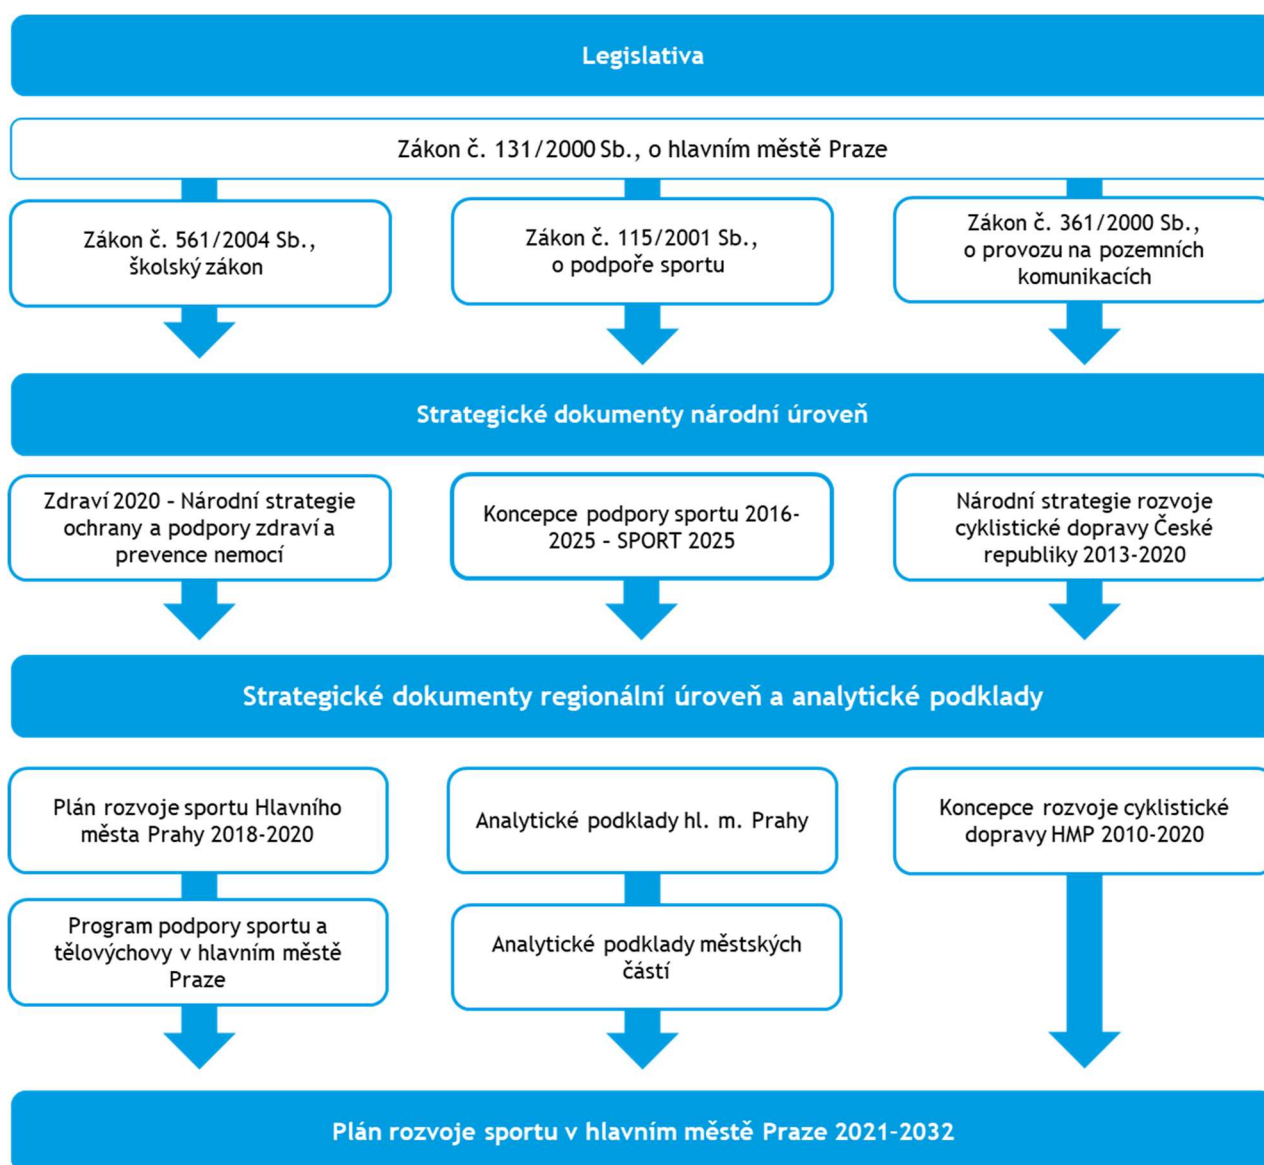 Legislativa
Zákon č. 131/2000 Sb., o hlavním městě Praze
Zákon č. 561/2004 Sb.,
školský zákon
Zákon č. 115/2001 Sb.,
o podpoře sportu
Zákon č. 361/2000 Sb.,
o provozu na pozemních
komunikacích
Strategické dokumenty národní úroveň
Zdraví 2020 – Národní strategie
ochrany a podpory zdraví a
prevence nemocí
Koncepce podpory sportu 2016-
2025 – SPORT 2025
Národní strategie rozvoje
cyklistické dopravy České
republiky 2013-2020
Strategické dokumenty regionální úroveň a analytické podklady
Plán rozvoje sportu Hlavního
města Prahy 2018-2020
Analytické podklady hl. m. Prahy
Koncepce rozvoje cyklistické
dopravy HMP 2010-2020
Program podpory sportu a
tělovýchovy v hlavním městě
Praze
Analytické podklady městských
částí
Plán rozvoje sportu v hlavním městě Praze 2021–2032